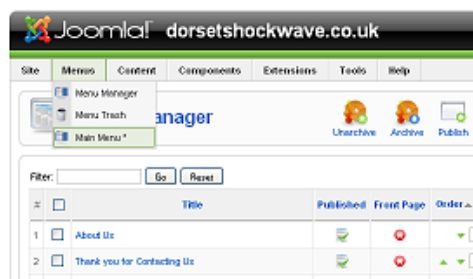 Joomla! dorsetshockwave.co.uk
Site Menus Content Components Extensions Tools Help
Menu Manager
Menu Trash
Main Menu *
anager
Unarchive Archive Publish
Filter: Go Reset
# Title Published Front Page Order
1 About Us
2 Thank you for Contacting Us